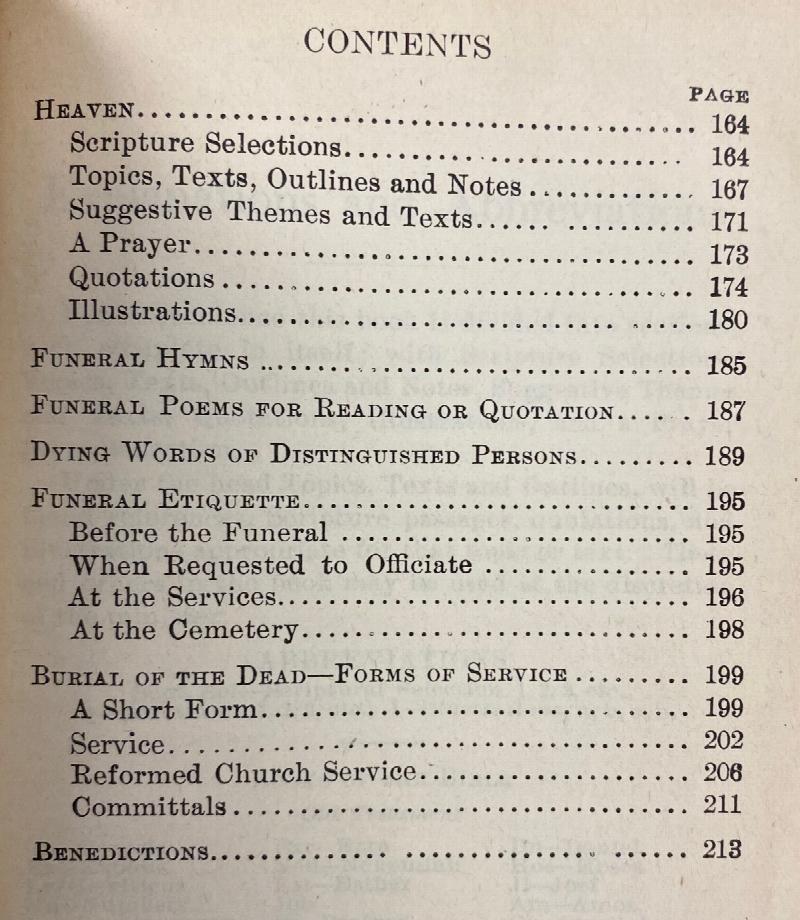 CONTENTS
PAGE
HEAVEN........................................ 164
Scripture Selections......................... 164
Topics, Texts, Outlines and Notes ............ 167
Suggestive Themes and Texts...... .......... 171
A Prayer..................................... 173
Quotations ................................... 174
Illustrations............................ ..... 180
FUNERAL HYMNS ................................ 185
FUNERAL POEMS FOR READING OR QUOTATION...... 187
DYING WORDS OF DISTINGUISHED PERSONS......... 189
FUNERAL ETIQUETTE............................. 195
Before the Funeral .......................... 195
When Requested to Officiate ................ 195
At the Services.............................. 196
At the Cemetery............................. 198
BURIAL OF THE DEAD—FORMS OF SERVICE ......... 199
A Short Form................................ 199
Service...................................... 202
Reformed Church Service..................... 206
Committals .................................. 211
BENEDICTIONS.............. .............. ...... 213